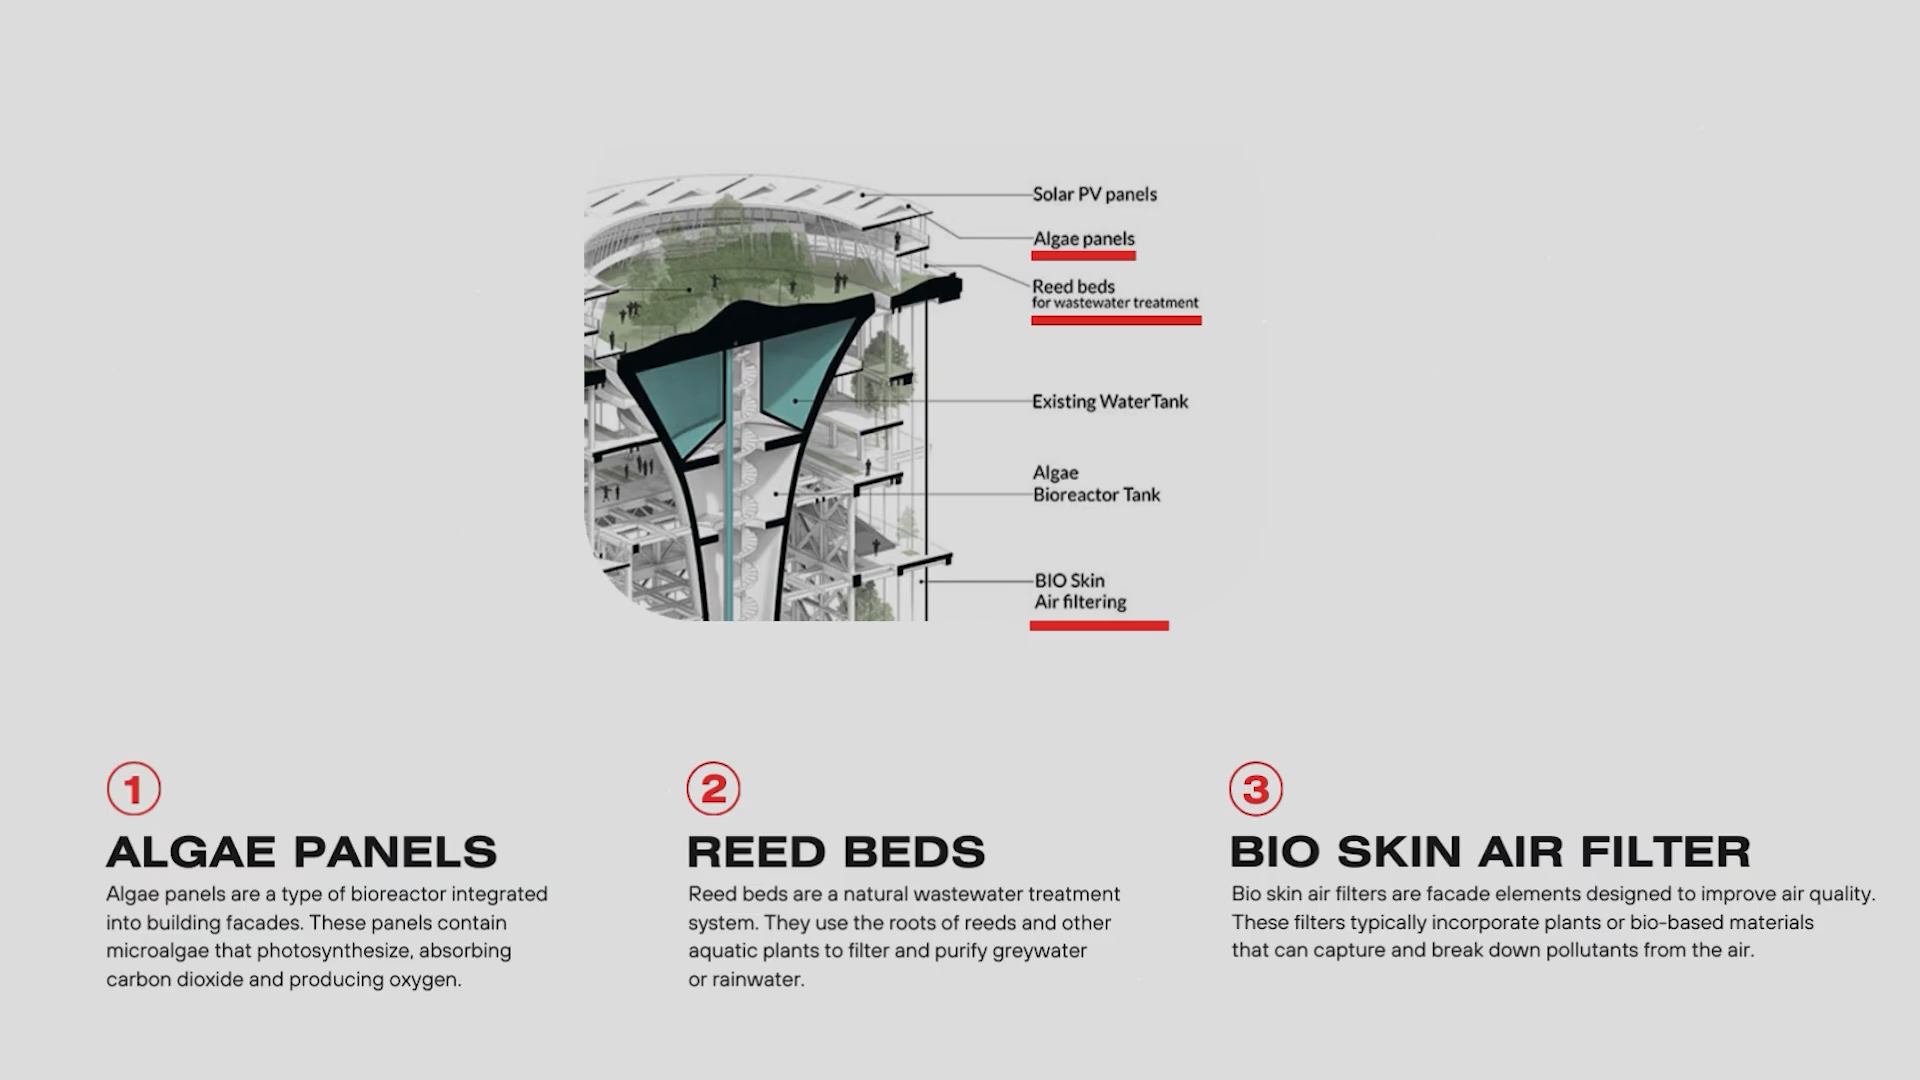 Solar PV panels
Algae panels
Reed beds
for wastewater treatment
Existing WaterTank
Algae
Bioreactor Tank
BIO Skin
Air filtering
1
ALGAE PANELS
Algae panels are a type of bioreactor integrated
into building facades. These panels contain
microalgae that photosynthesize, absorbing
carbon dioxide and producing oxygen.
2
REED BEDS
Reed beds are a natural wastewater treatment
system. They use the roots of reeds and other
aquatic plants to filter and purify greywater
or rainwater.
3
BIO SKIN AIR FILTER
Bio skin air filters are facade elements designed to improve air quality.
These filters typically incorporate plants or bio-based materials
that can capture and break down pollutants from the air.